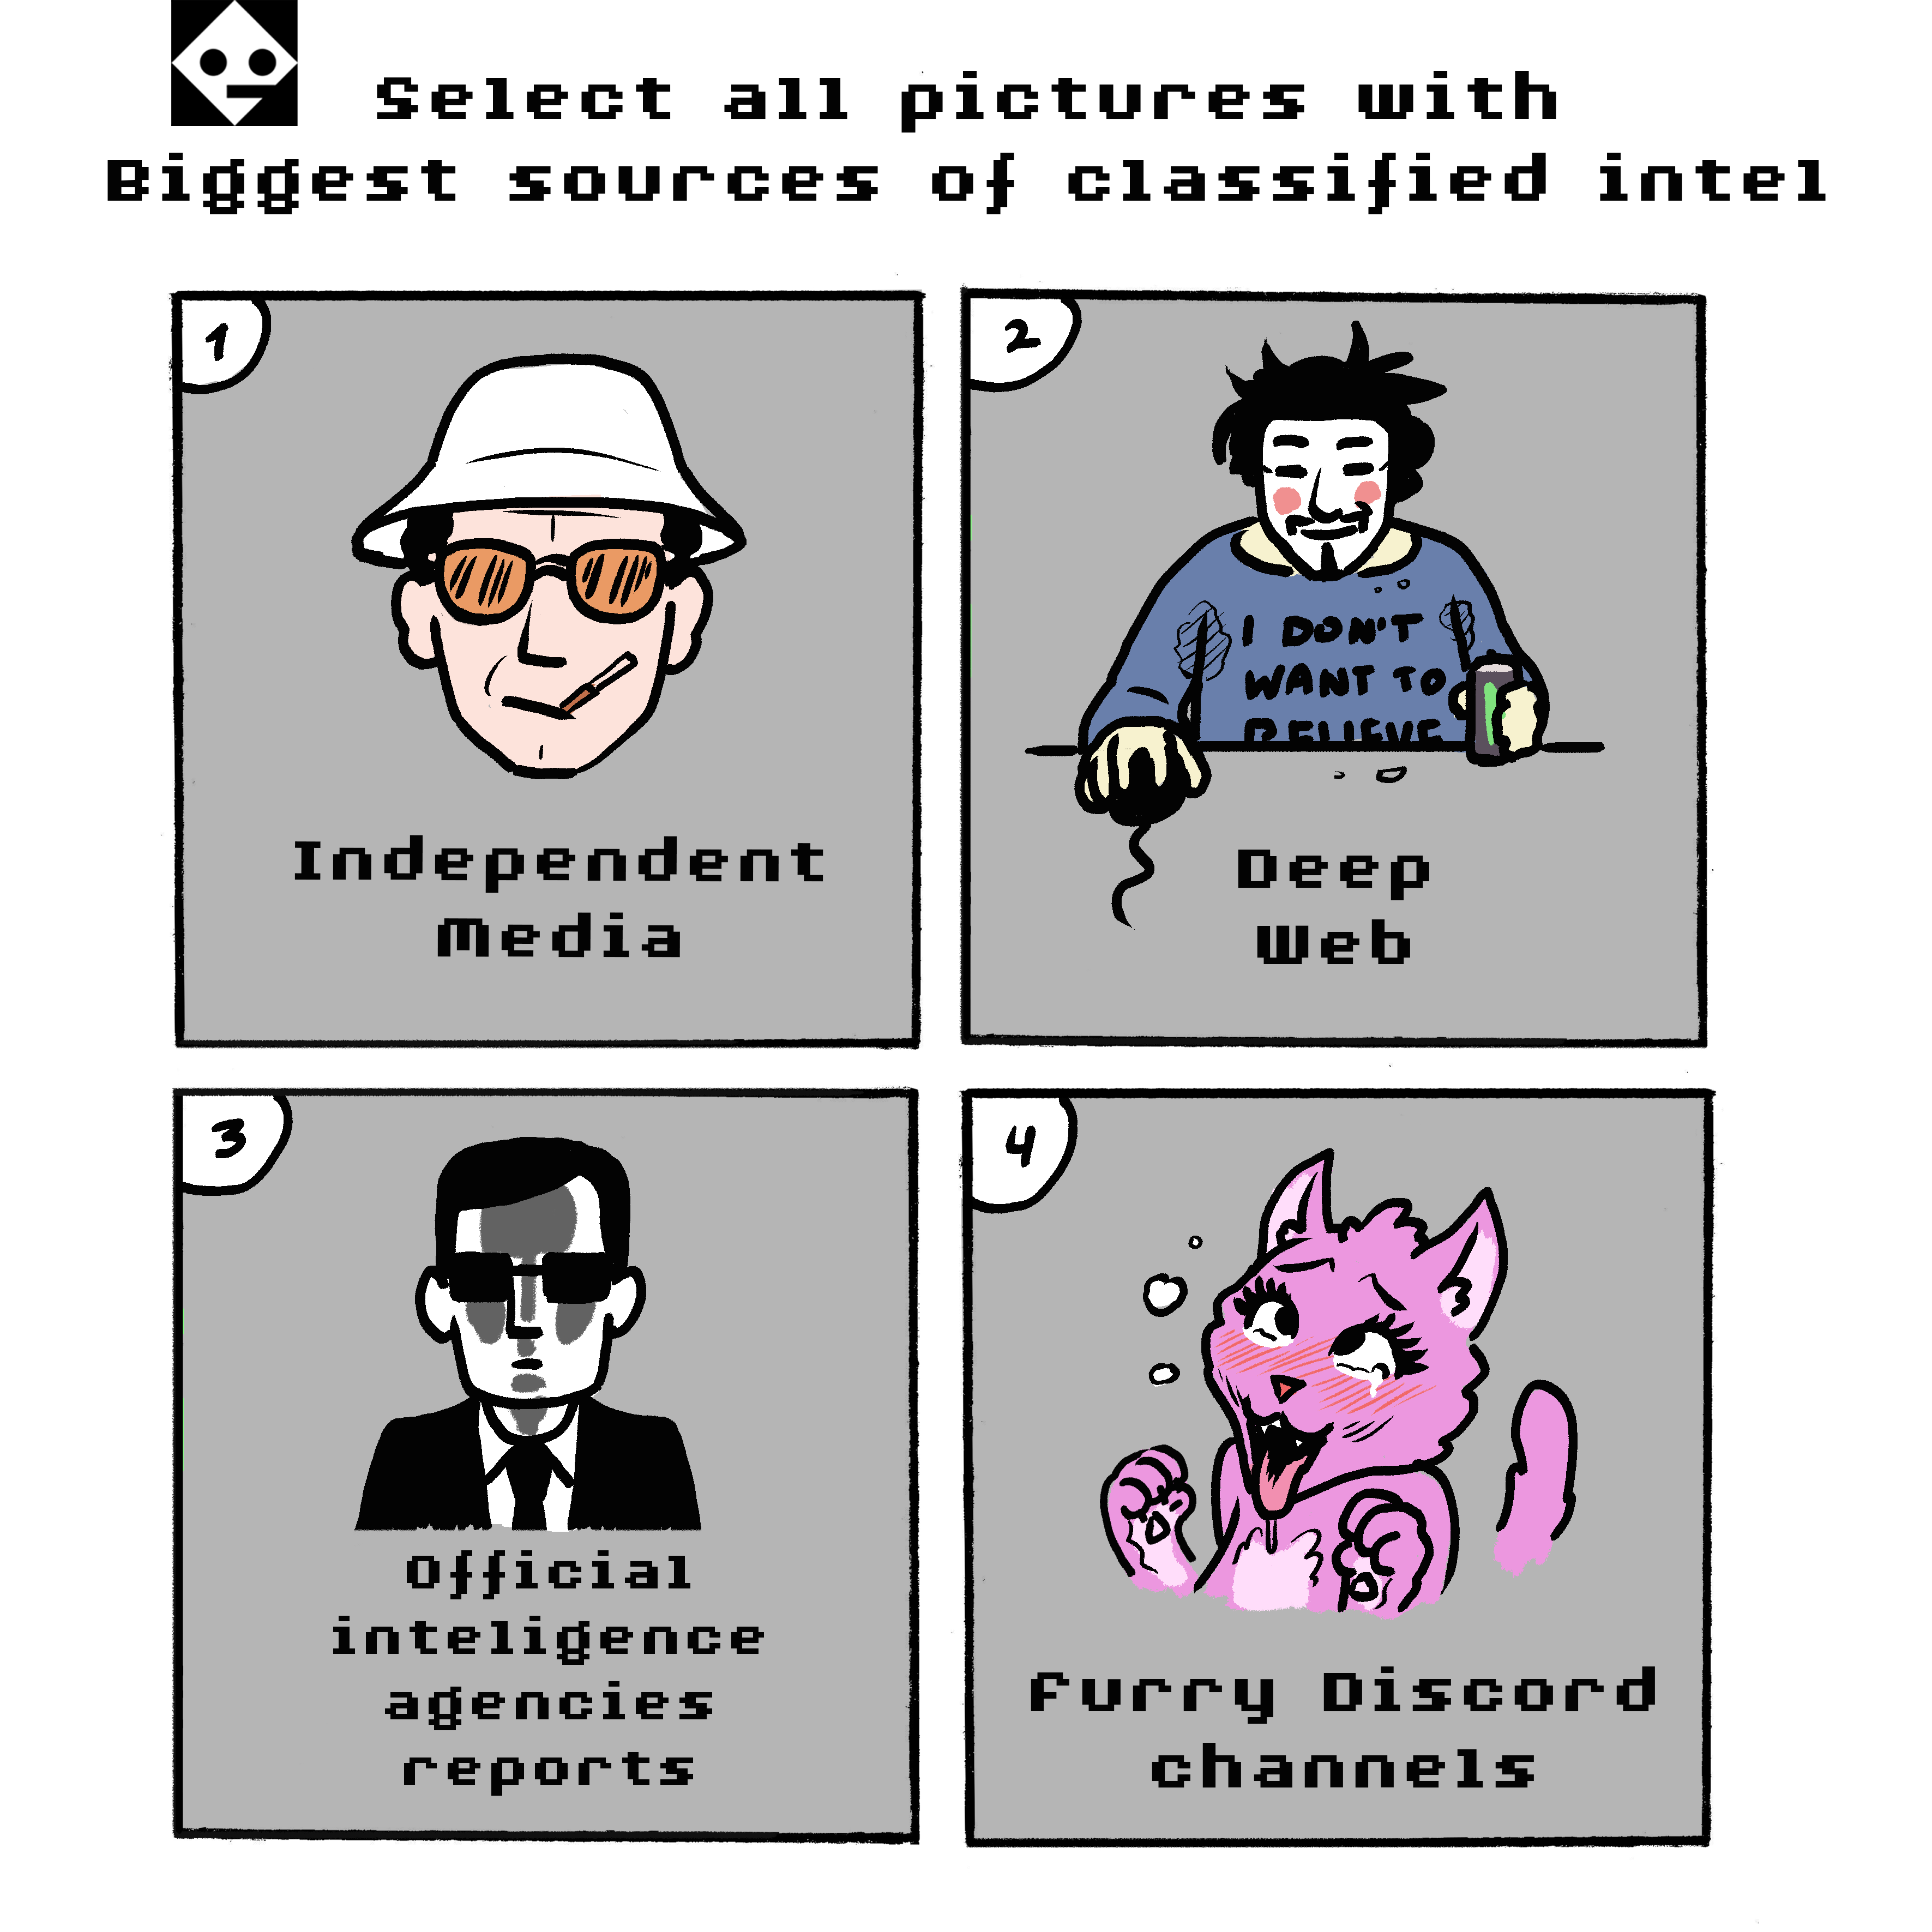 Select all pictures with
Biggest sources of classified intel
1
Independent
Media
2
I DON'T
WANT TO
BELIEVE
Deep
Web
3
Official
inteligence
agencies
reports
4
Furry Discord
channels